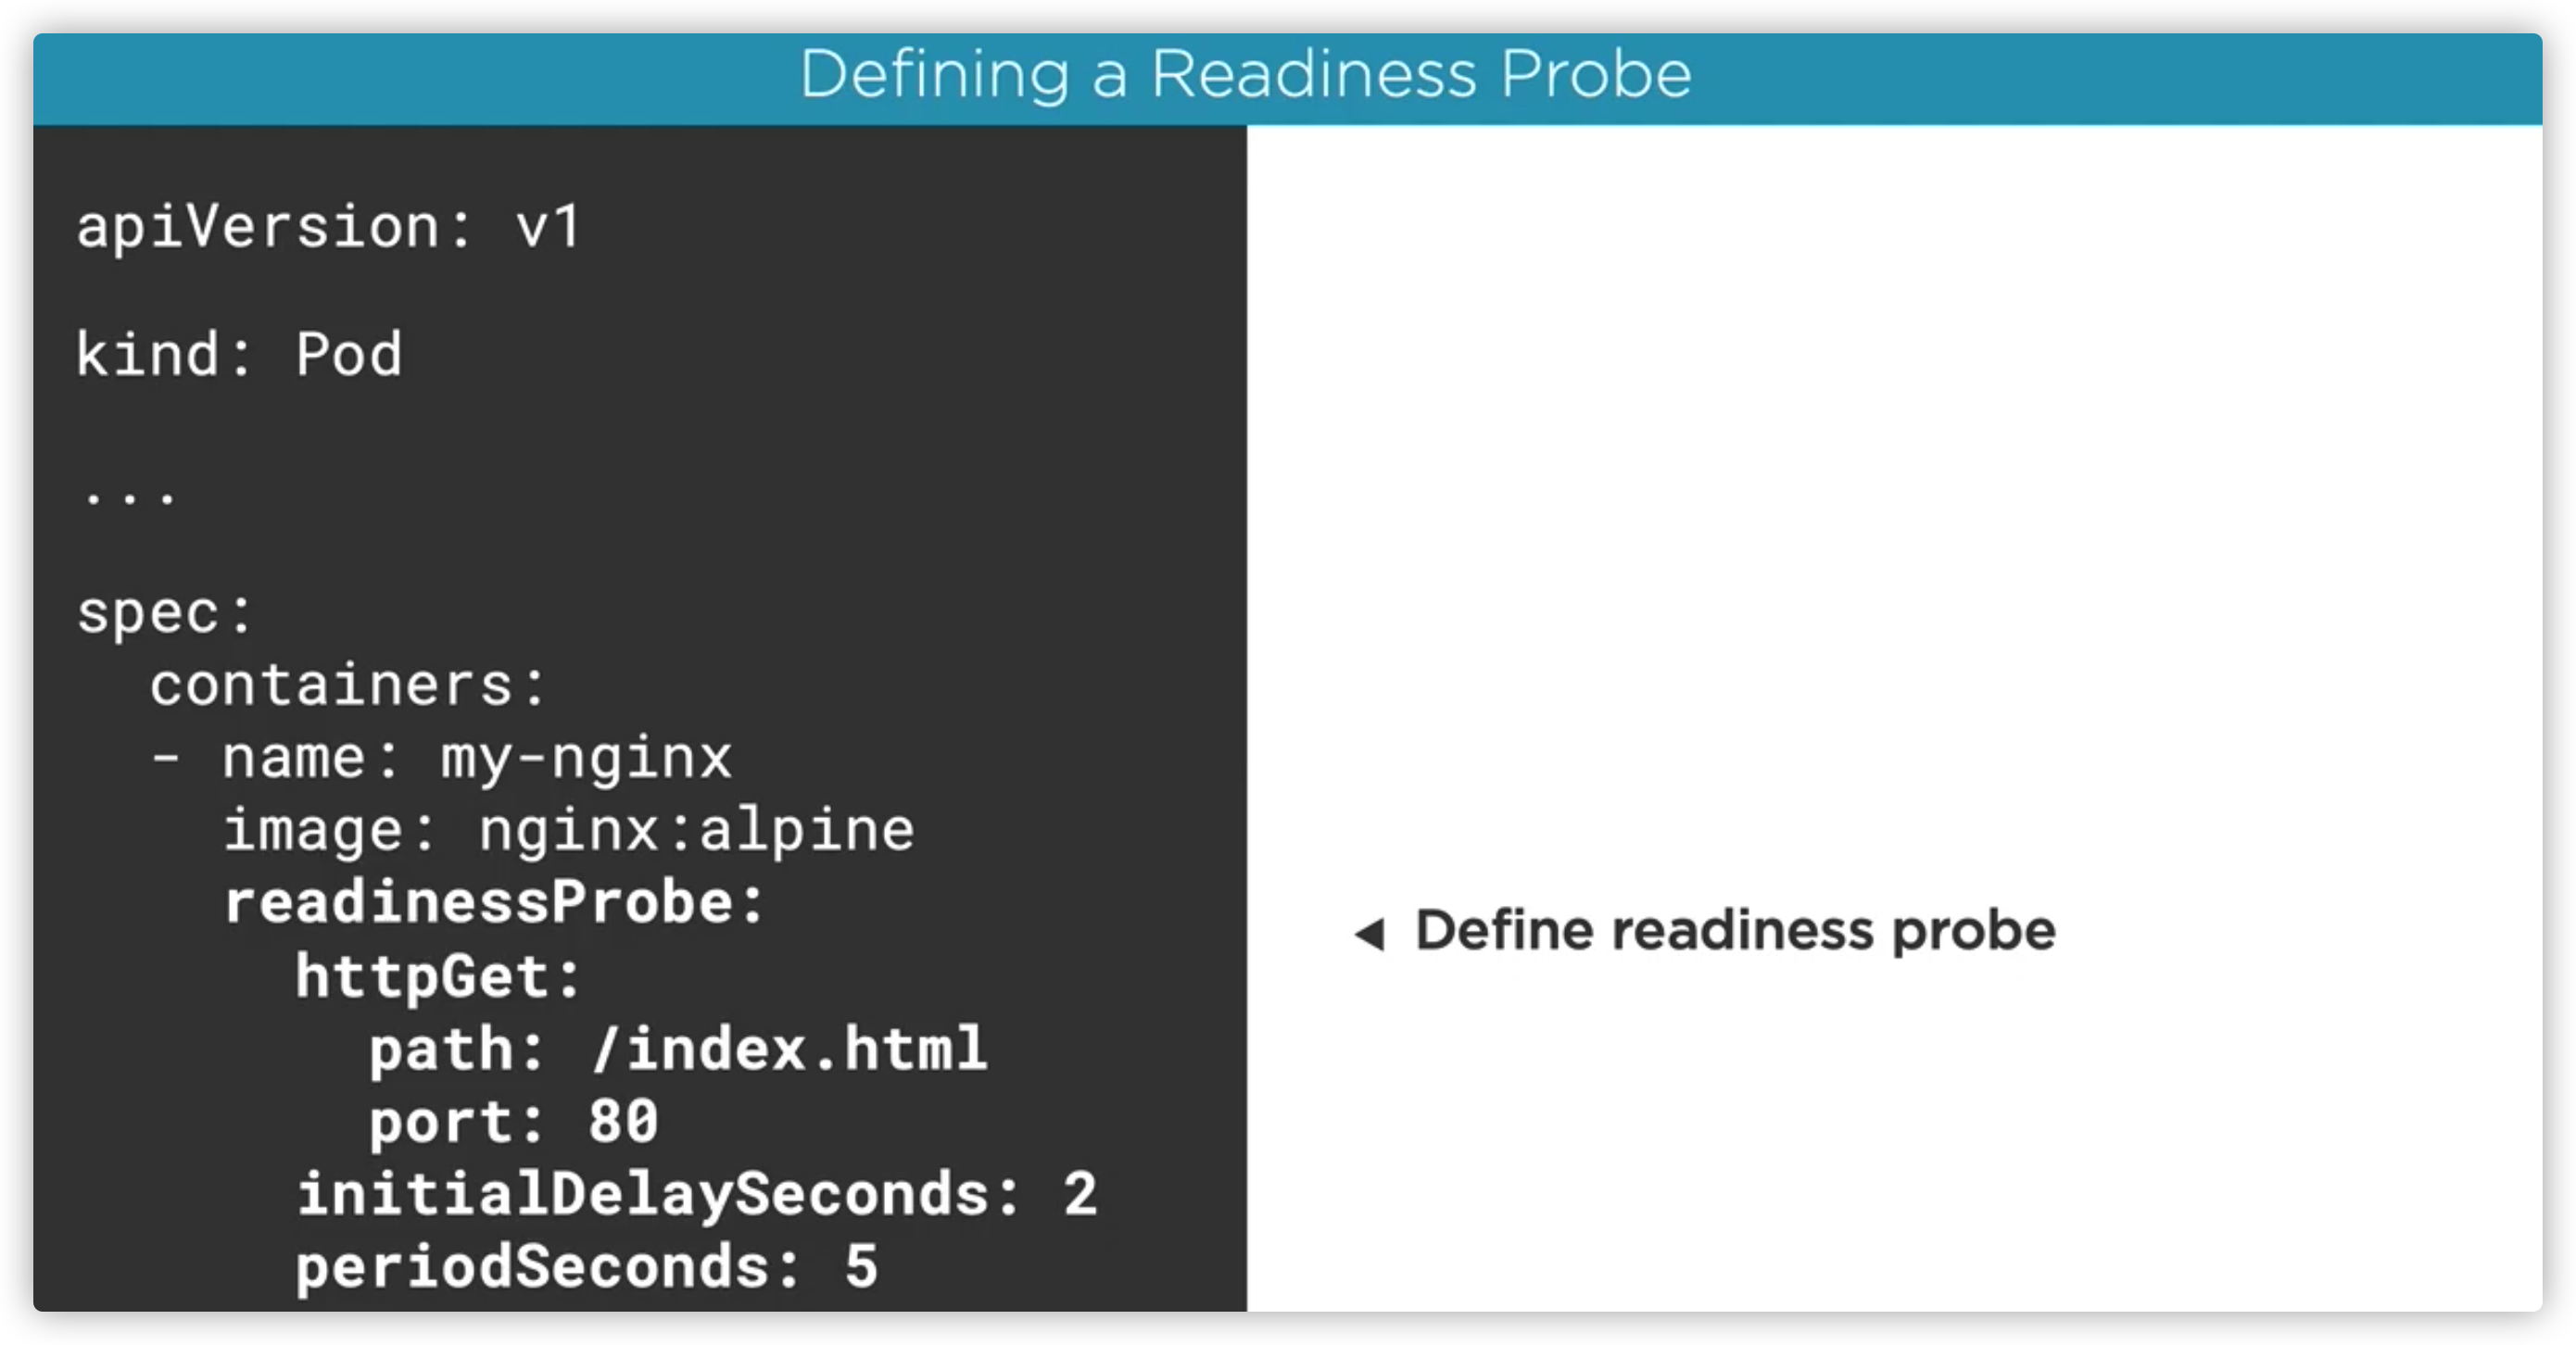 Defining a Readiness Probe
apiVersion: v1
kind: Pod
...
spec:
  containers:
  - name: my-nginx
    image: nginx:alpine
    readinessProbe:
      httpGet:
        path: /index.html
        port: 80
      initialDelaySeconds: 2
      periodSeconds: 5
◄ Define readiness probe